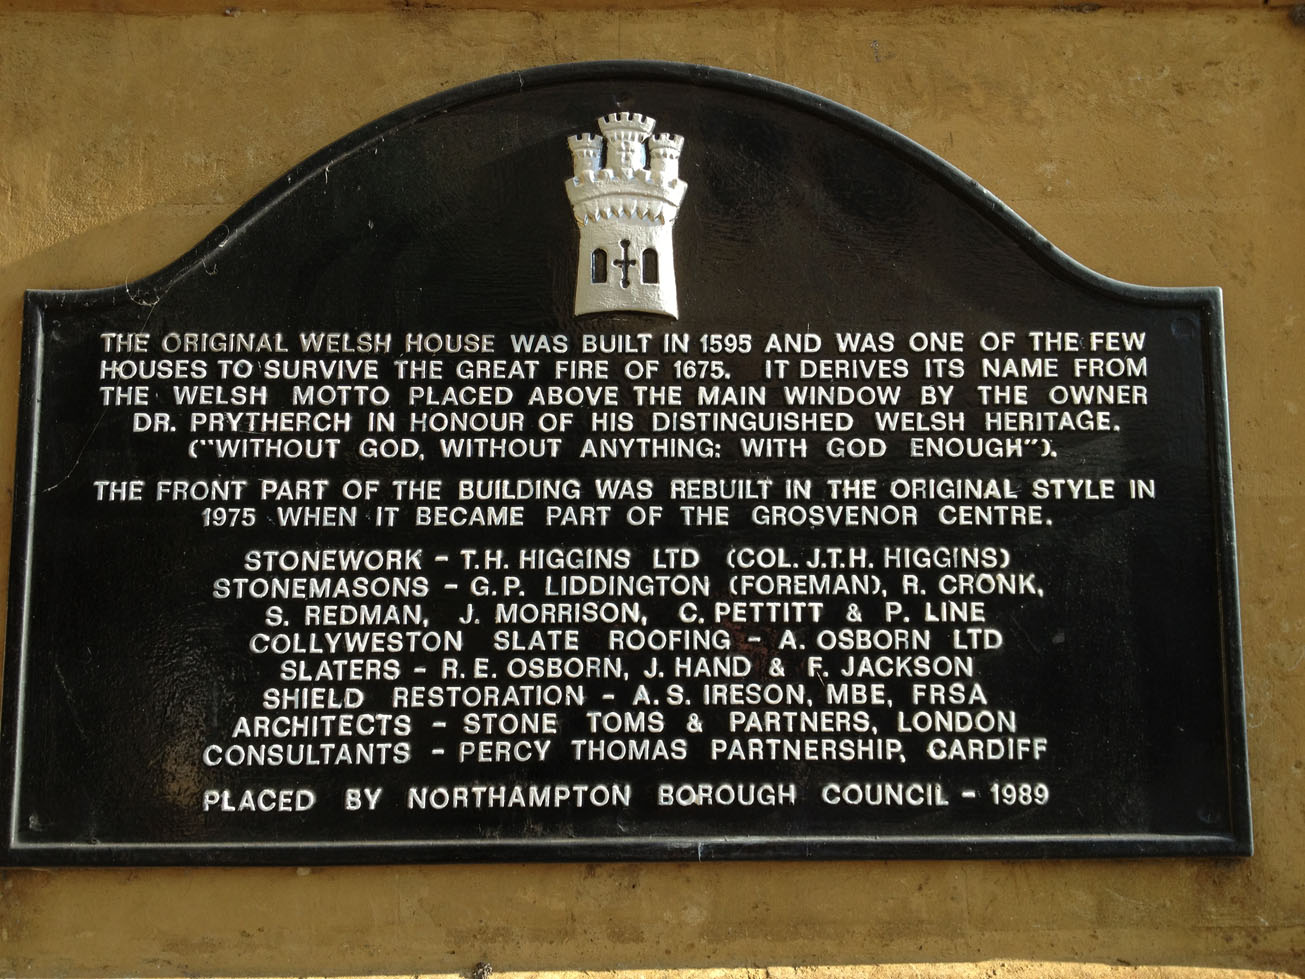 THE ORIGINAL WELSH HOUSE WAS BUILT IN 1595 AND WAS ONE OF THE FEW
HOUSES TO SURVIVE THE GREAT FIRE OF 1675. IT DERIVES ITS NAME FROM
THE WELSH MOTTO PLACED ABOVE THE MAIN WINDOW BY THE OWNER
DR. PRYTHERCH IN HONOUR OF HIS DISTINGUISHED WELSH HERITAGE.
("WITHOUT GOD, WITHOUT ANYTHING: WITH GOD ENOUGH").
THE FRONT PART OF THE BUILDING WAS REBUILT IN THE ORIGINAL STYLE IN
1975 WHEN IT BECAME PART OF THE GROSVENOR CENTRE.
STONEWORK - T.H. HIGGINS LTD (COL. J.T.H. HIGGINS)
STONEMASONS - G.P. LIDDINGTON (FOREMAN), R. CRONK,
S. REDMAN, J. MORRISON, C. PETTITT & P. LINE
COLLYWESTON SLATE ROOFING - A. OSBORN LTD
SLATERS - R.E. OSBORN, J. HAND & F. JACKSON
SHIELD RESTORATION - A.S. IRESON, MBE, FRSA
ARCHITECTS - STONE TOMS & PARTNERS, LONDON
CONSULTANTS - PERCY THOMAS PARTNERSHIP, CARDIFF
PLACED BY NORTHAMPTON BOROUGH COUNCIL - 1989